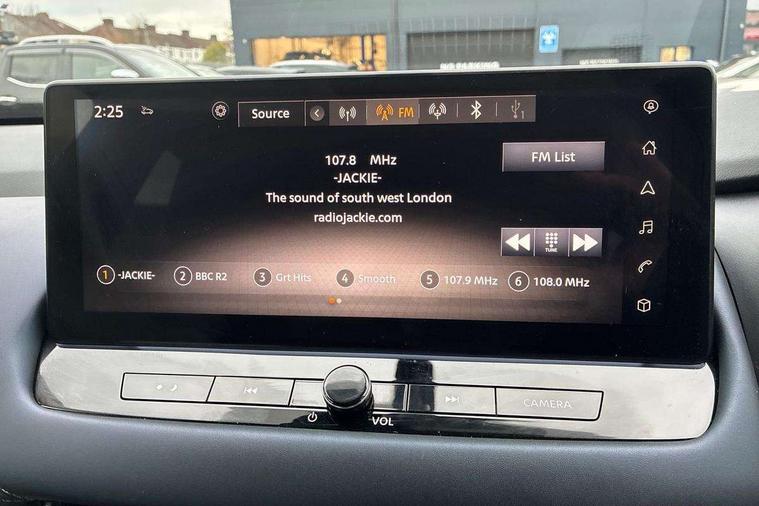 2:25 Source FM 1
107.8 MHz FM List
-JACKIE-
The sound of south west London
radiojackie.com
TUNE
1 -JACKIE- 2 BBC R2 3 Grt Hits 4 Smooth 5 107.9 MHz 6 108.0 MHz
CAMERA
VOL